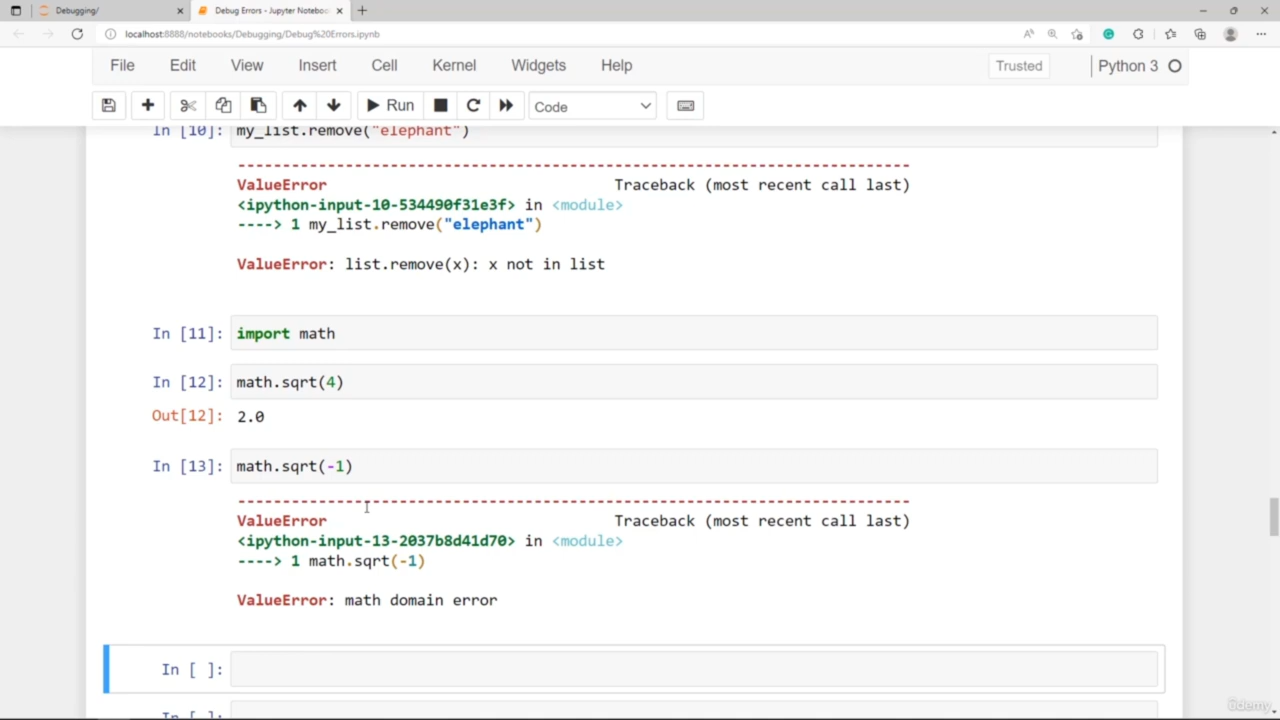 Debugging/
Debug Errors - Jupyter Noteboo
localhost:8888/notebooks/Debugging/Debug%20Errors.ipynb
File Edit View Insert Cell Kernel Widgets Help Trusted Python 3
Run Code
In [10]: my_list.remove("elephant")
---------------------------------------------------------------------------
ValueError Traceback (most recent call last)
<ipython-input-10-534490f31e3f> in <module>
----> 1 my_list.remove("elephant")
ValueError: list.remove(x): x not in list
In [11]: import math
In [12]: math.sqrt(4)
Out[12]: 2.0
In [13]: math.sqrt(-1)
---------------------------------------------------------------------------
ValueError Traceback (most recent call last)
<ipython-input-13-2037b8d41d70> in <module>
----> 1 math.sqrt(-1)
ValueError: math domain error
In [ ]:
In [ ]:
Udemy